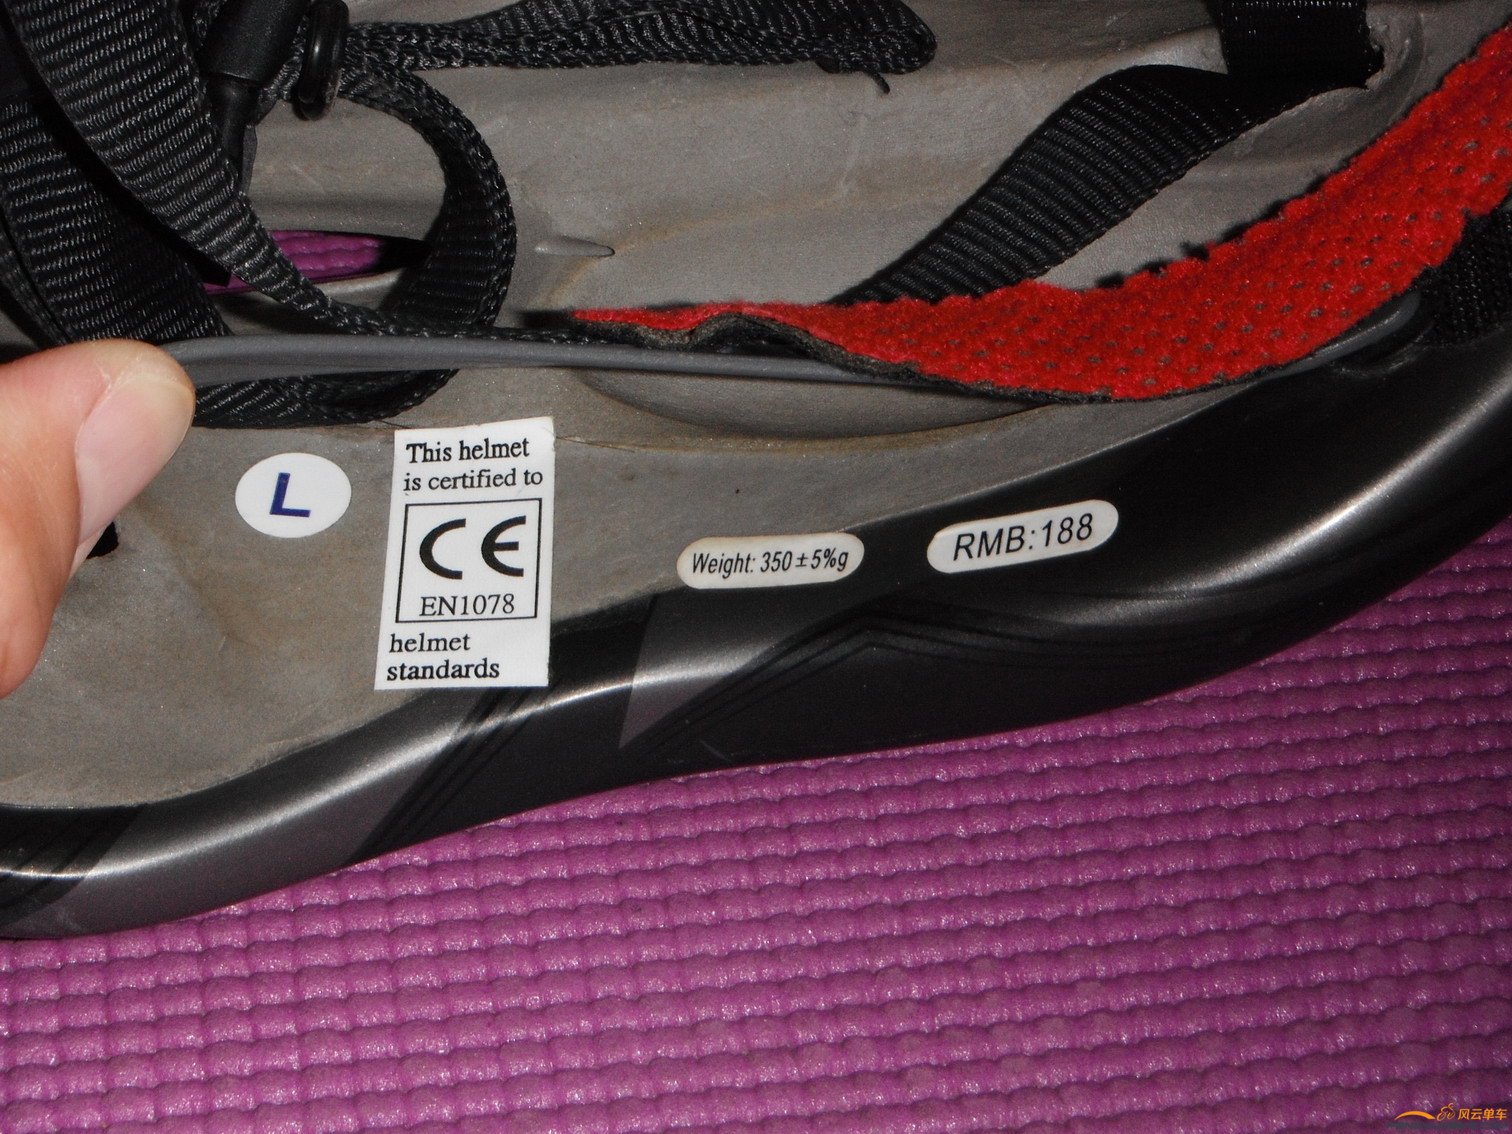 L
This helmet
is certified to
CE
EN1078
helmet
standards
Weight: 350±5%g
RMB:188
风云单车